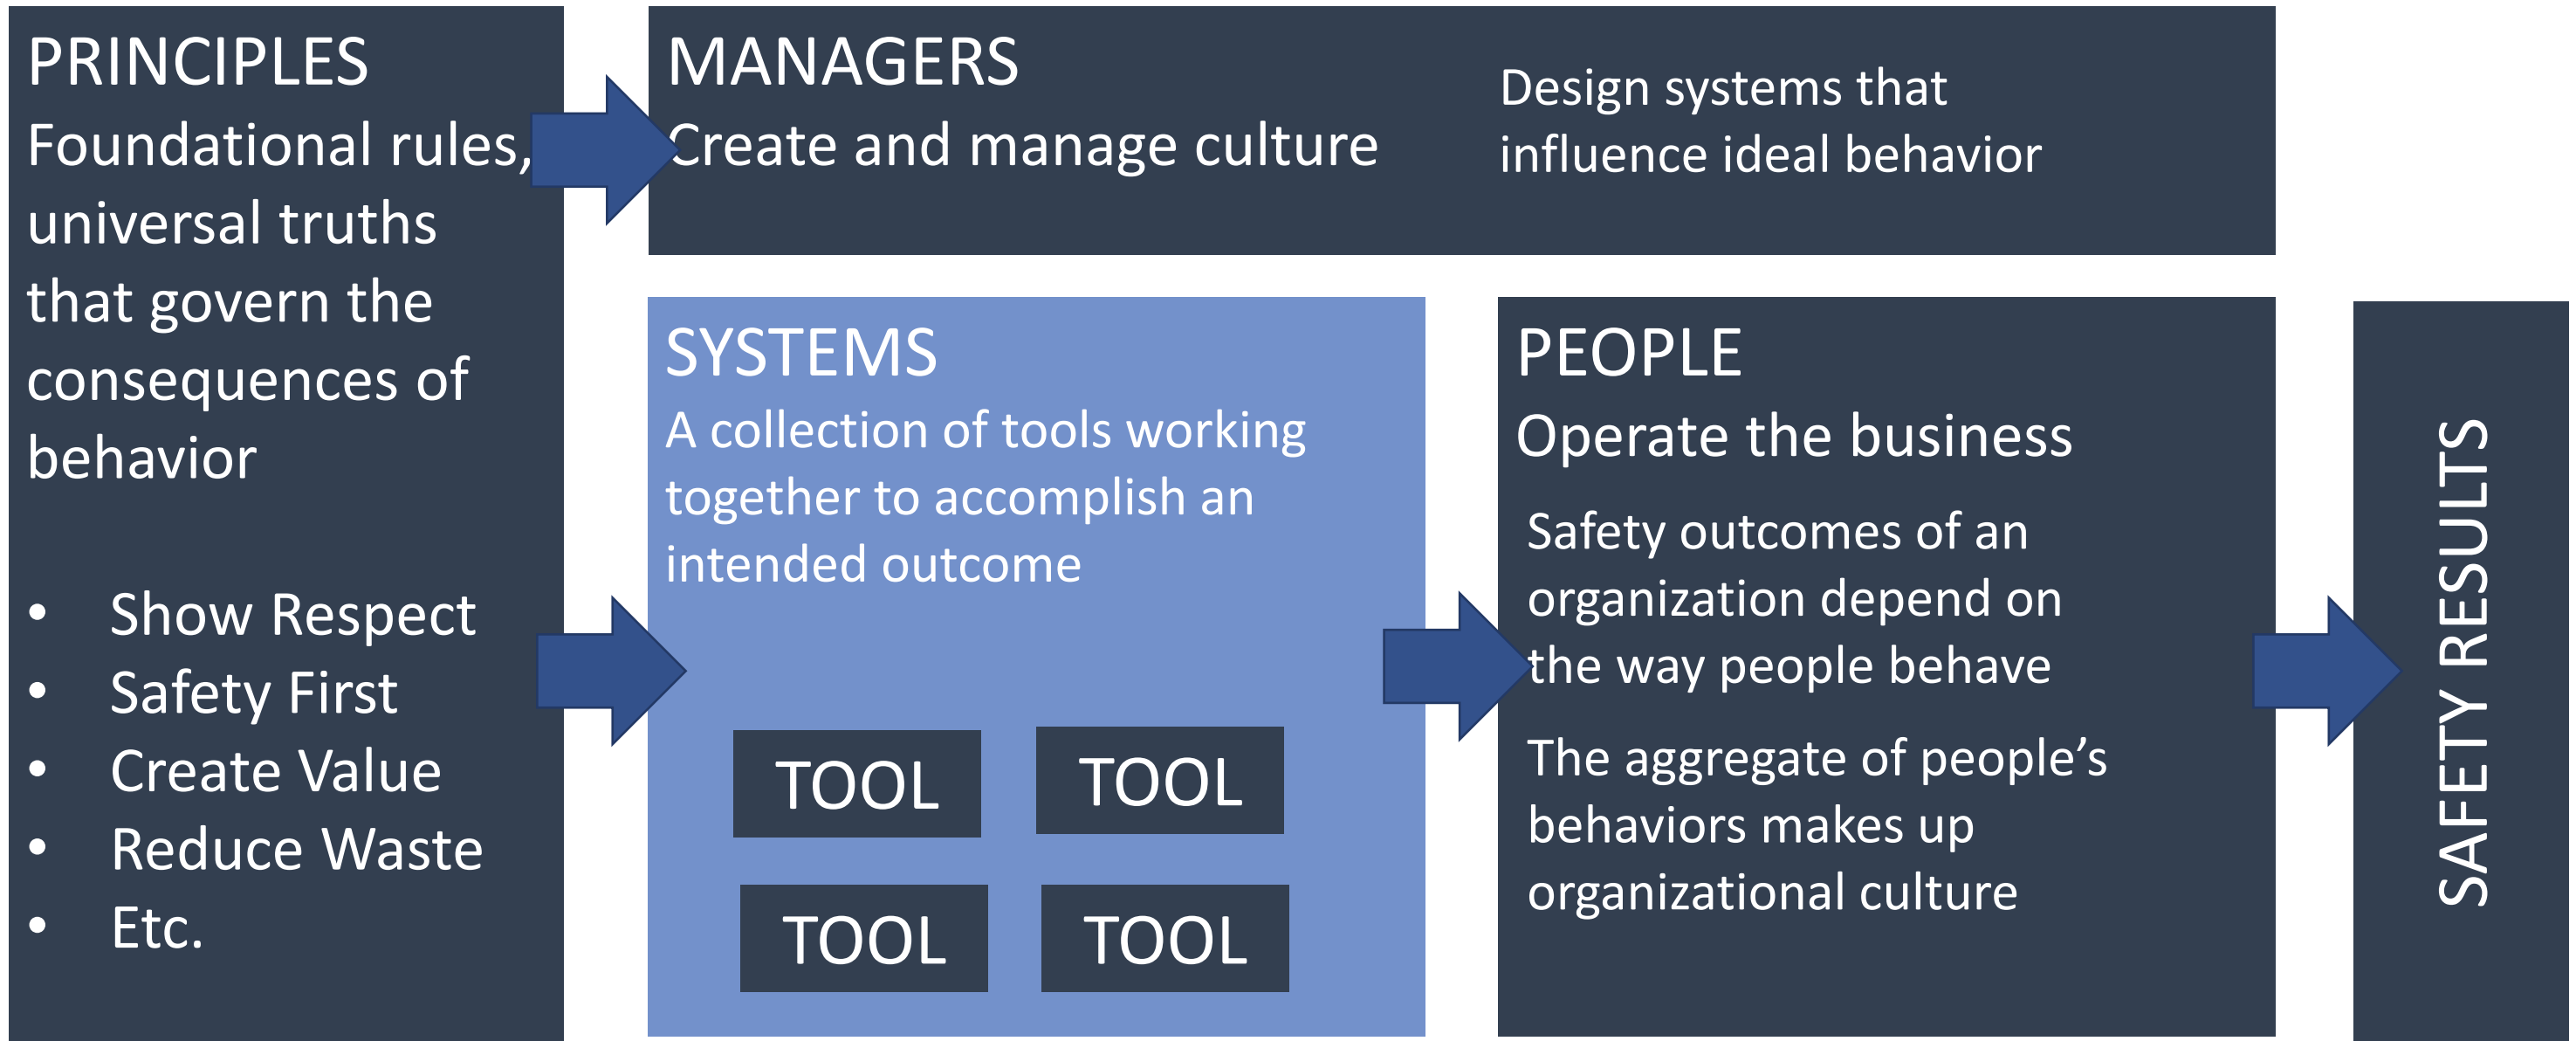 PRINCIPLES
Foundational rules,
universal truths
that govern the
consequences of
behavior
• Show Respect
• Safety First
• Create Value
• Reduce Waste
• Etc.
MANAGERS
Create and manage culture
Design systems that
influence ideal behavior
SYSTEMS
A collection of tools working
together to accomplish an
intended outcome
TOOL
TOOL
TOOL
TOOL
PEOPLE
Operate the business
Safety outcomes of an
organization depend on
the way people behave
The aggregate of people’s
behaviors makes up
organizational culture
SAFETY RESULTS